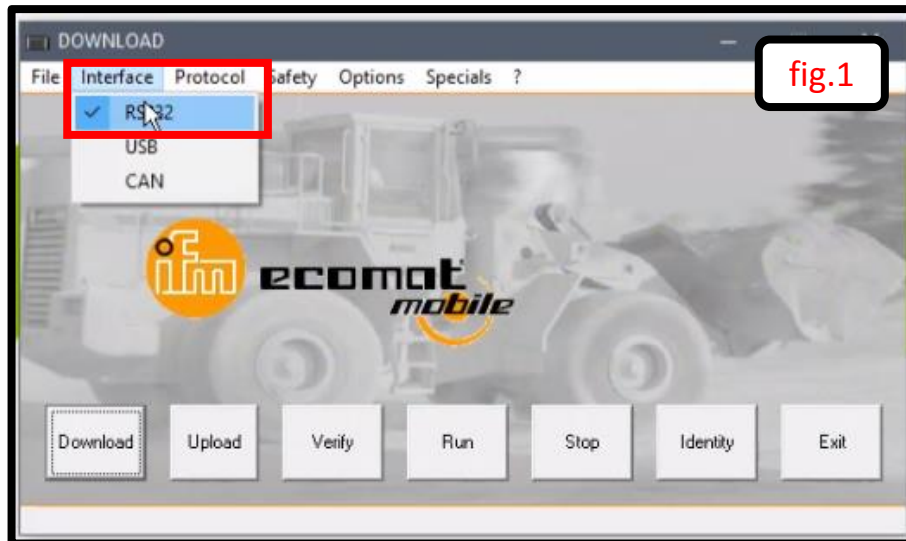 DOWNLOAD
fig.1
File Interface Protocol Safety Options Specials ?
RS232
USB
CAN
ifm ecomat
mobile
Download Upload Verify Run Stop Identity Exit